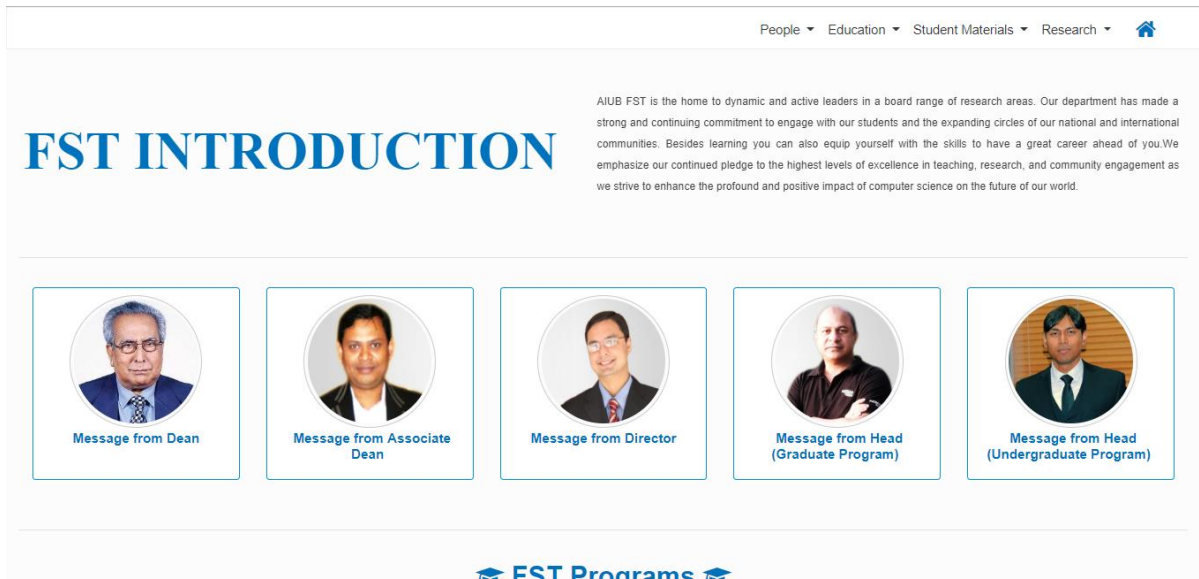 People Education Student Materials Research
FST INTRODUCTION
AIUB FST is the home to dynamic and active leaders in a board range of research areas. Our department has made a
strong and continuing commitment to engage with our students and the expanding circles of our national and international
communities. Besides learning you can also equip yourself with the skills to have a great career ahead of you.We
emphasize our continued pledge to the highest levels of excellence in teaching, research, and community engagement as
we strive to enhance the profound and positive impact of computer science on the future of our world.
Message from Dean
Message from Associate
Dean
Message from Director
Message from Head
(Graduate Program)
Message from Head
(Undergraduate Program)
FST Programs